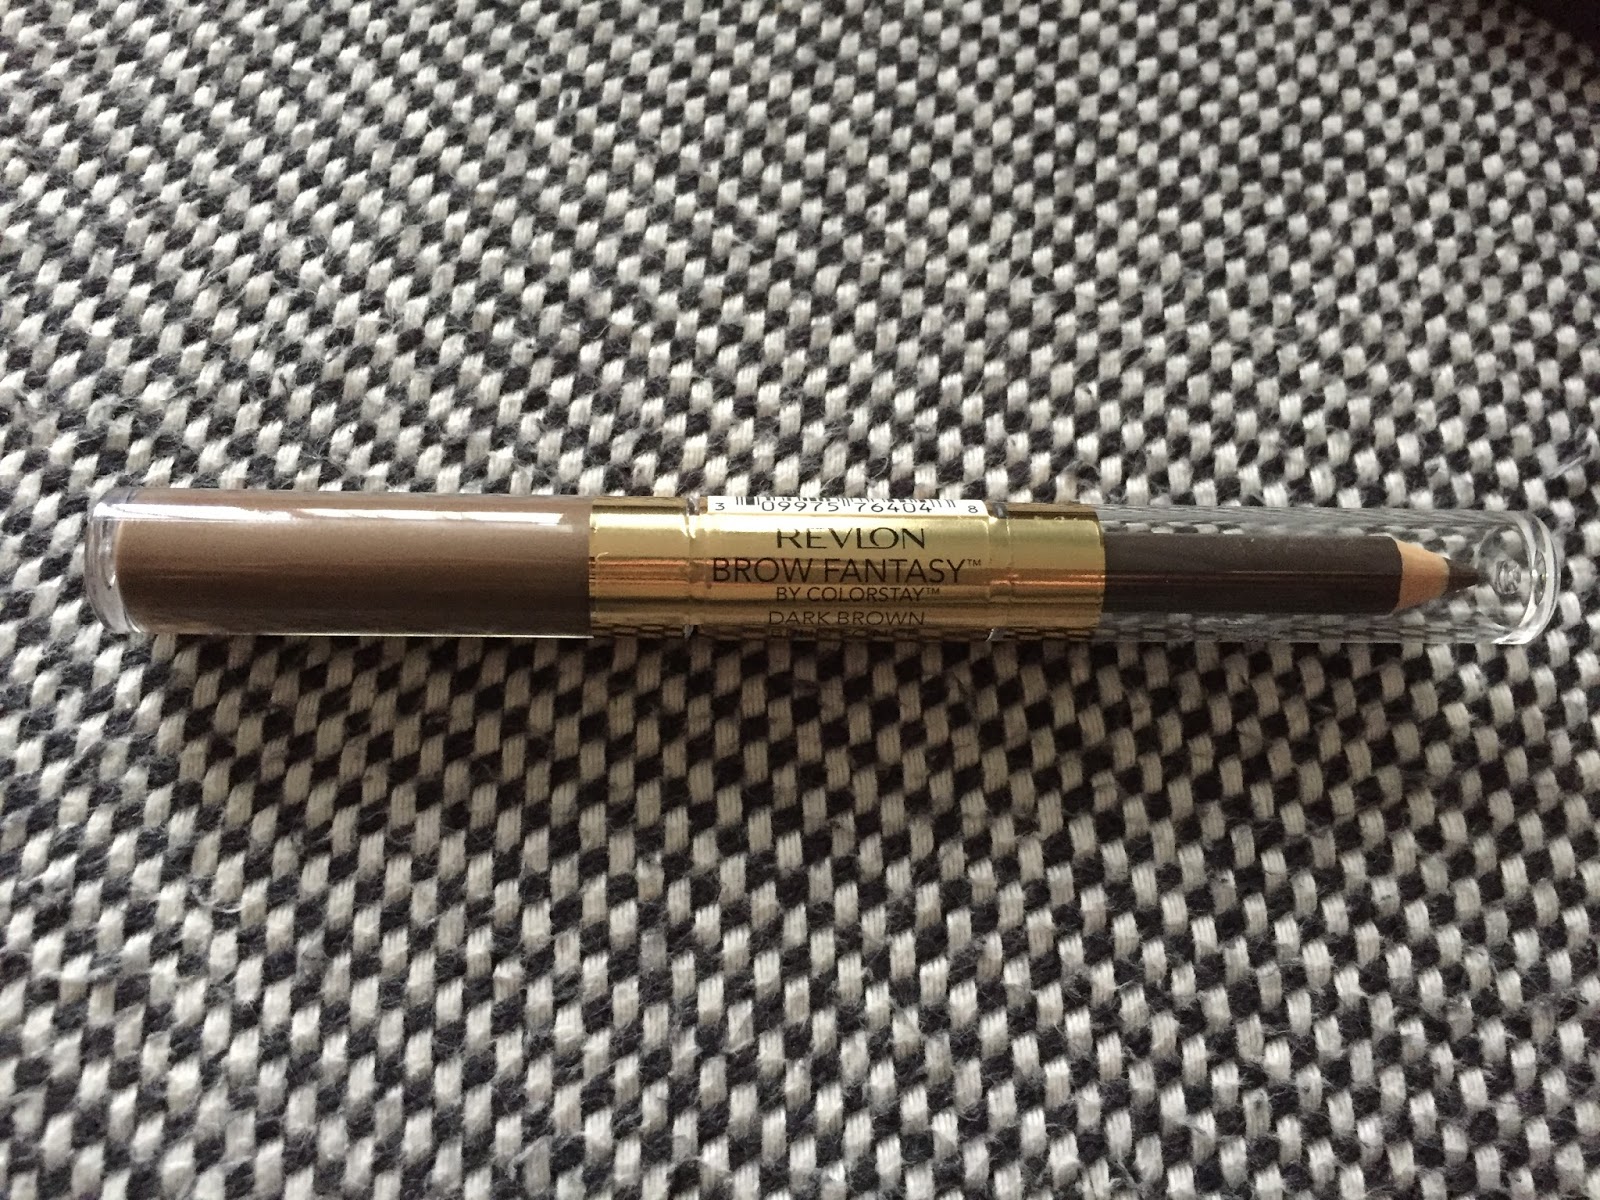 3 09975 76404 8
REVLON
BROW FANTASY™
BY COLORSTAY™
DARK BROWN